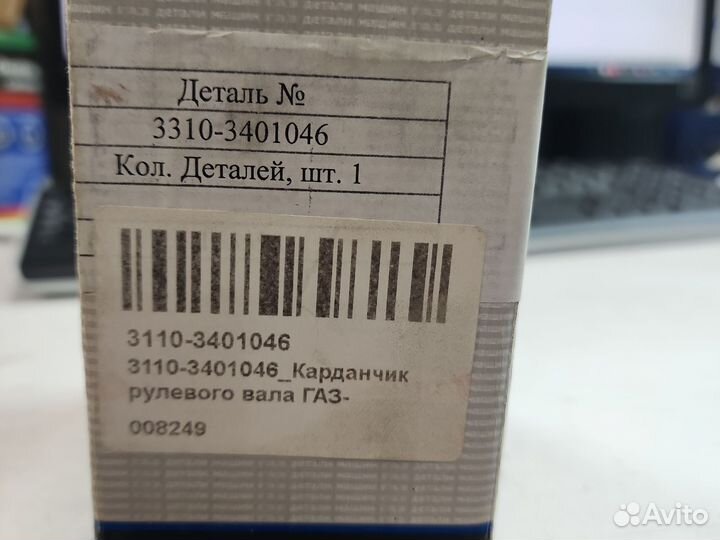 Деталь №
3310-3401046
Кол. Деталей, шт. 1
3110-3401046
3110-3401046_Карданчик
рулевого вала ГАЗ-
008249
Avito